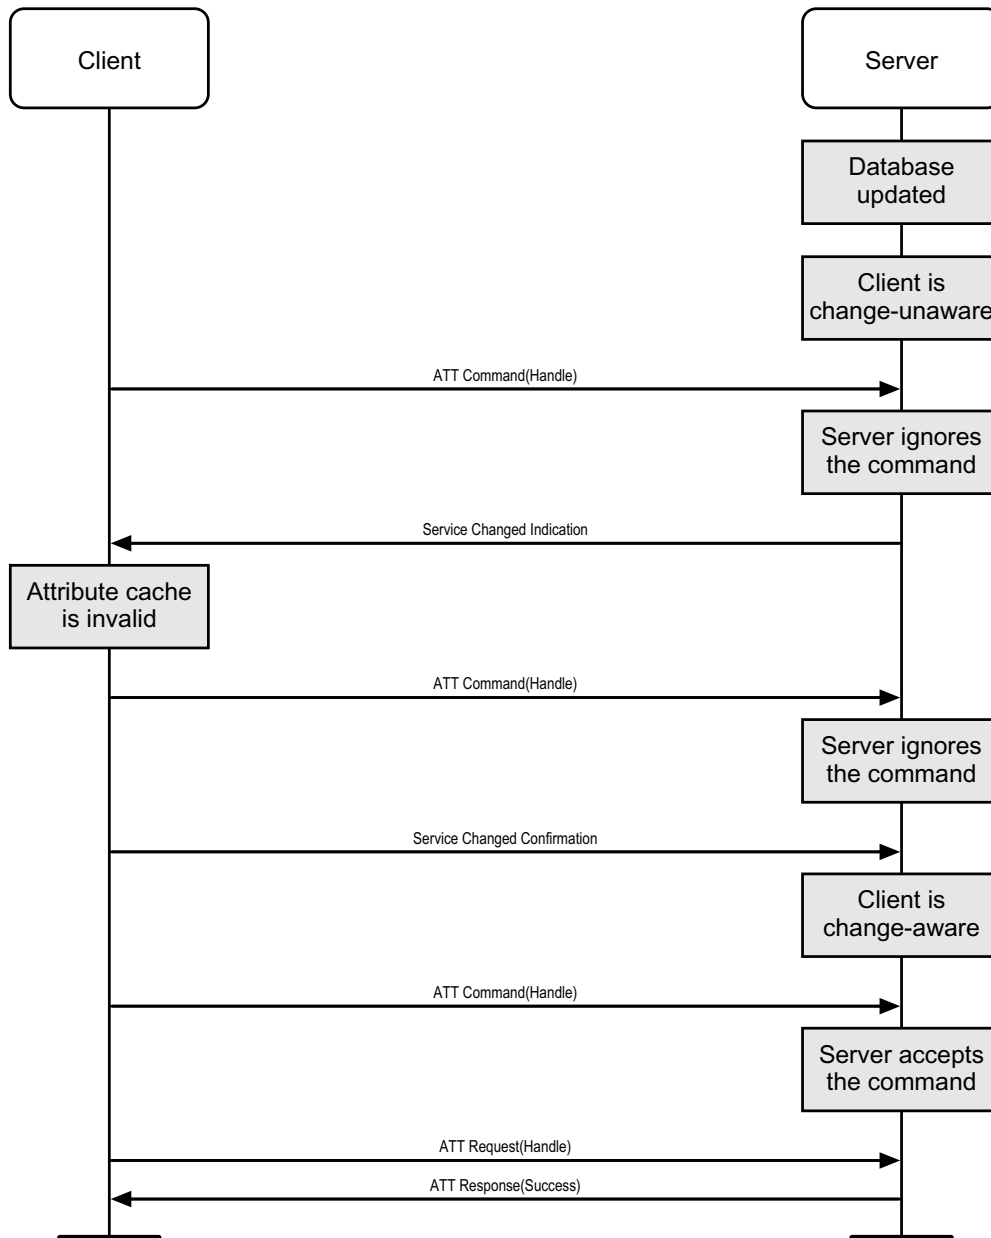 Client
Server
Database
updated
Client is
change-unaware
ATT Command(Handle)
Server ignores
the command
Service Changed Indication
Attribute cache
is invalid
ATT Command(Handle)
Server ignores
the command
Service Changed Confirmation
Client is
change-aware
ATT Command(Handle)
Server accepts
the command
ATT Request(Handle)
ATT Response(Success)